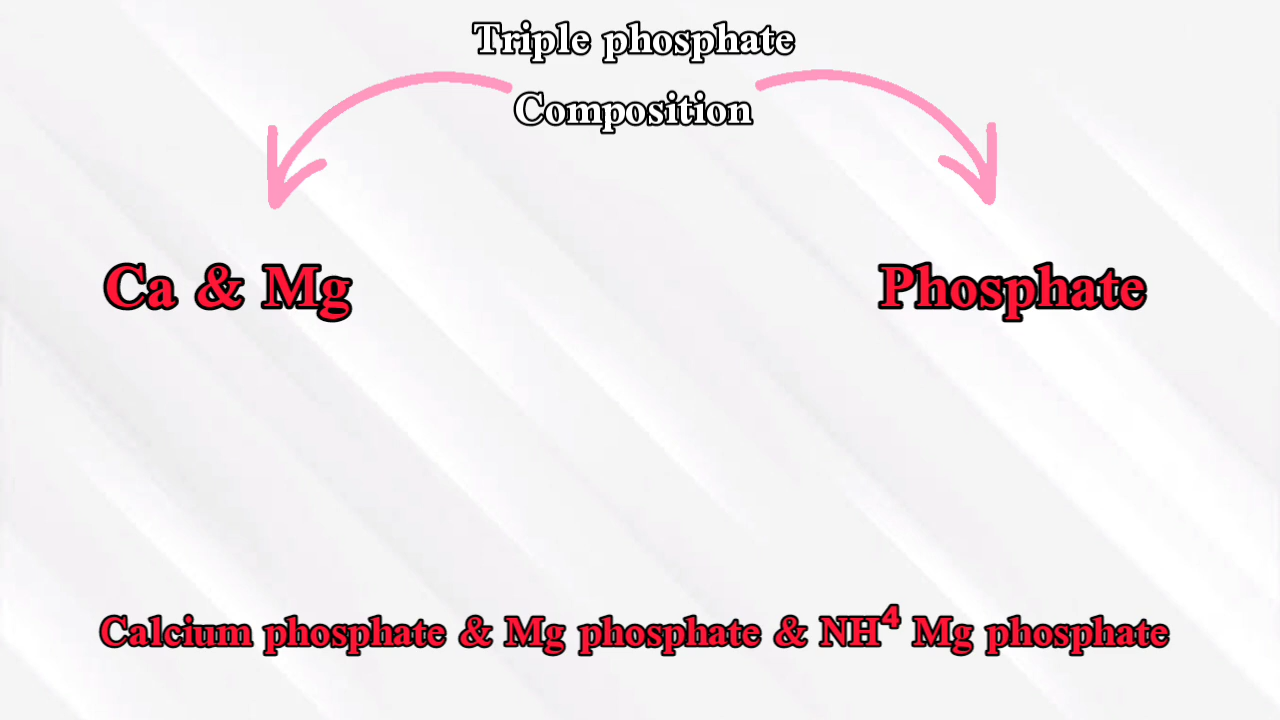 Triple phosphate
Composition
Ca & Mg
Phosphate
Calcium phosphate & Mg phosphate & NH⁴ Mg phosphate